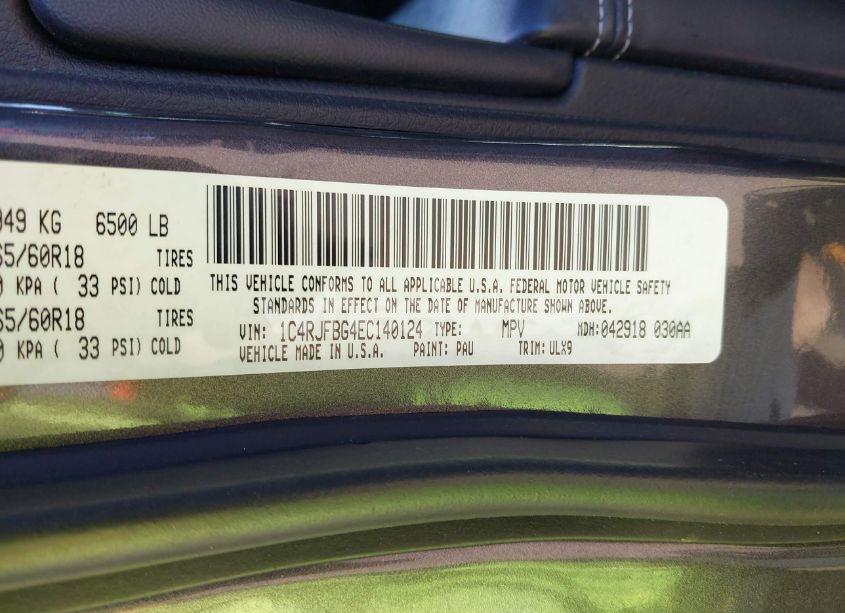 949 KG 6500 LB
5/60R18 TIRES
KPA ( 33 PSI) COLD
5/60R18 TIRES
KPA ( 33 PSI) COLD
THIS VEHICLE CONFORMS TO ALL APPLICABLE U.S.A. FEDERAL MOTOR VEHICLE SAFETY
STANDARDS IN EFFECT ON THE DATE OF MANUFACTURE SHOWN ABOVE.
VIN: 1C4RJFBG4EC140124 TYPE: MPV MDH: 042918 030AA
VEHICLE MADE IN U.S.A. PAINT: PAU TRIM: ULX9